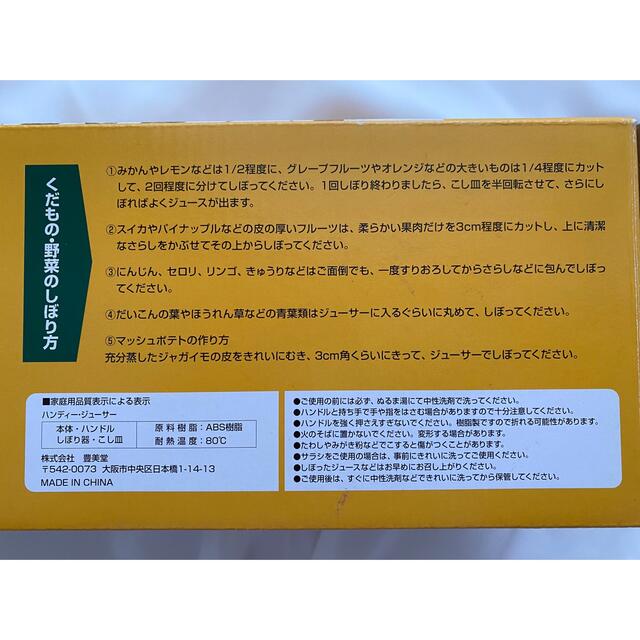 くだもの・野菜のしぼり方
①みかんやレモンなどは1/2程度に、グレープフルーツやオレンジなどの大きいものは1/4程度にカット
して、2回程度に分けてしぼってください。1回しぼり終わりましたら、こし皿を半回転させて、さらにし
ぼればよくジュースが出ます。
②スイカやパイナップルなどの皮の厚いフルーツは、柔らかい果肉だけを3cm程度にカットし、上に清潔
なさらしをかぶせてその上からしぼってください。
③にんじん、セロリ、リンゴ、きゅうりなどはご面倒でも、一度すりおろしてからさらしなどに包んでしぼっ
てください。
④だいこんの葉やほうれん草などの青葉類はジューサーに入るぐらいに丸めて、しぼってください。
⑤マッシュポテトの作り方
充分蒸したジャガイモの皮をきれいにむき、3cm角くらいにきって、ジューサーでしぼってください。
■家庭用品質表示による表示
ハンディー・ジューサー
本体・ハンドル
しぼり器・こし皿
原料樹脂：ABS樹脂
耐熱温度：80℃
株式会社 豊美堂
〒542-0073 大阪市中央区日本橋1-14-13
MADE IN CHINA
●ご使用の前には必ず、ぬるま湯にて中性洗剤で洗ってください。
●ハンドルと持ち手で手や指をはさむ場合がありますので十分注意してください。
●ハンドルを強く押さえすぎないでください。樹脂製ですので折れる可能性があります。
●火のそばに置かないでください。変形する場合があります。
●たわしやみがき粉などでこすると傷がつくことがあります。
●サラシをご使用の場合は、事前にきれいに洗ってご使用ください。
●しぼったジュースなどはお早めにお召し上がりください。
●ご使用後は、すぐに中性洗剤などできれいに洗ってから保管してください。